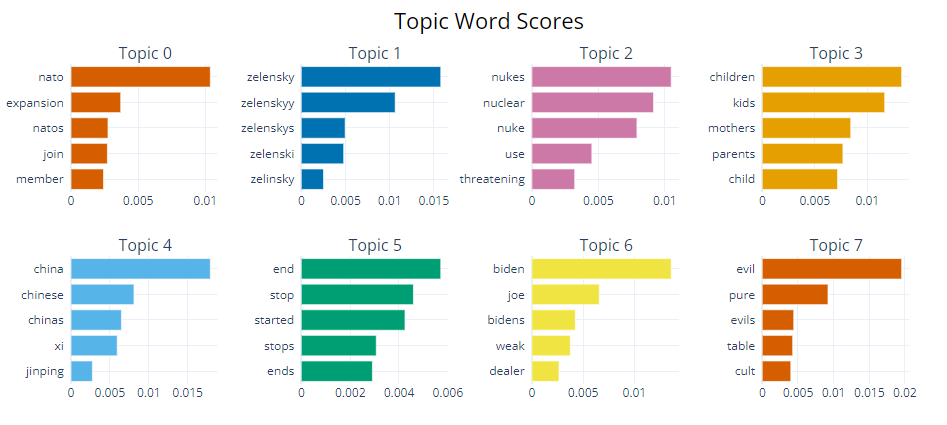 Topic Word Scores
Topic 0 Topic 1 Topic 2 Topic 3
nato zelensky nukes children
expansion zelenskyy nuclear kids
natos zelenskys nuke mothers
join zelenski use parents
member zelinsky threatening child
0 0.005 0.01 0 0.005 0.01 0.015 0 0.005 0.01 0 0.005 0.01
Topic 4 Topic 5 Topic 6 Topic 7
china end biden evil
chinese stop joe pure
chinas started bidens evils
xi stops weak table
jinping ends dealer cult
0 0.005 0.01 0.015 0 0.002 0.004 0.006 0 0.005 0.01 0 0.005 0.01 0.015 0.02